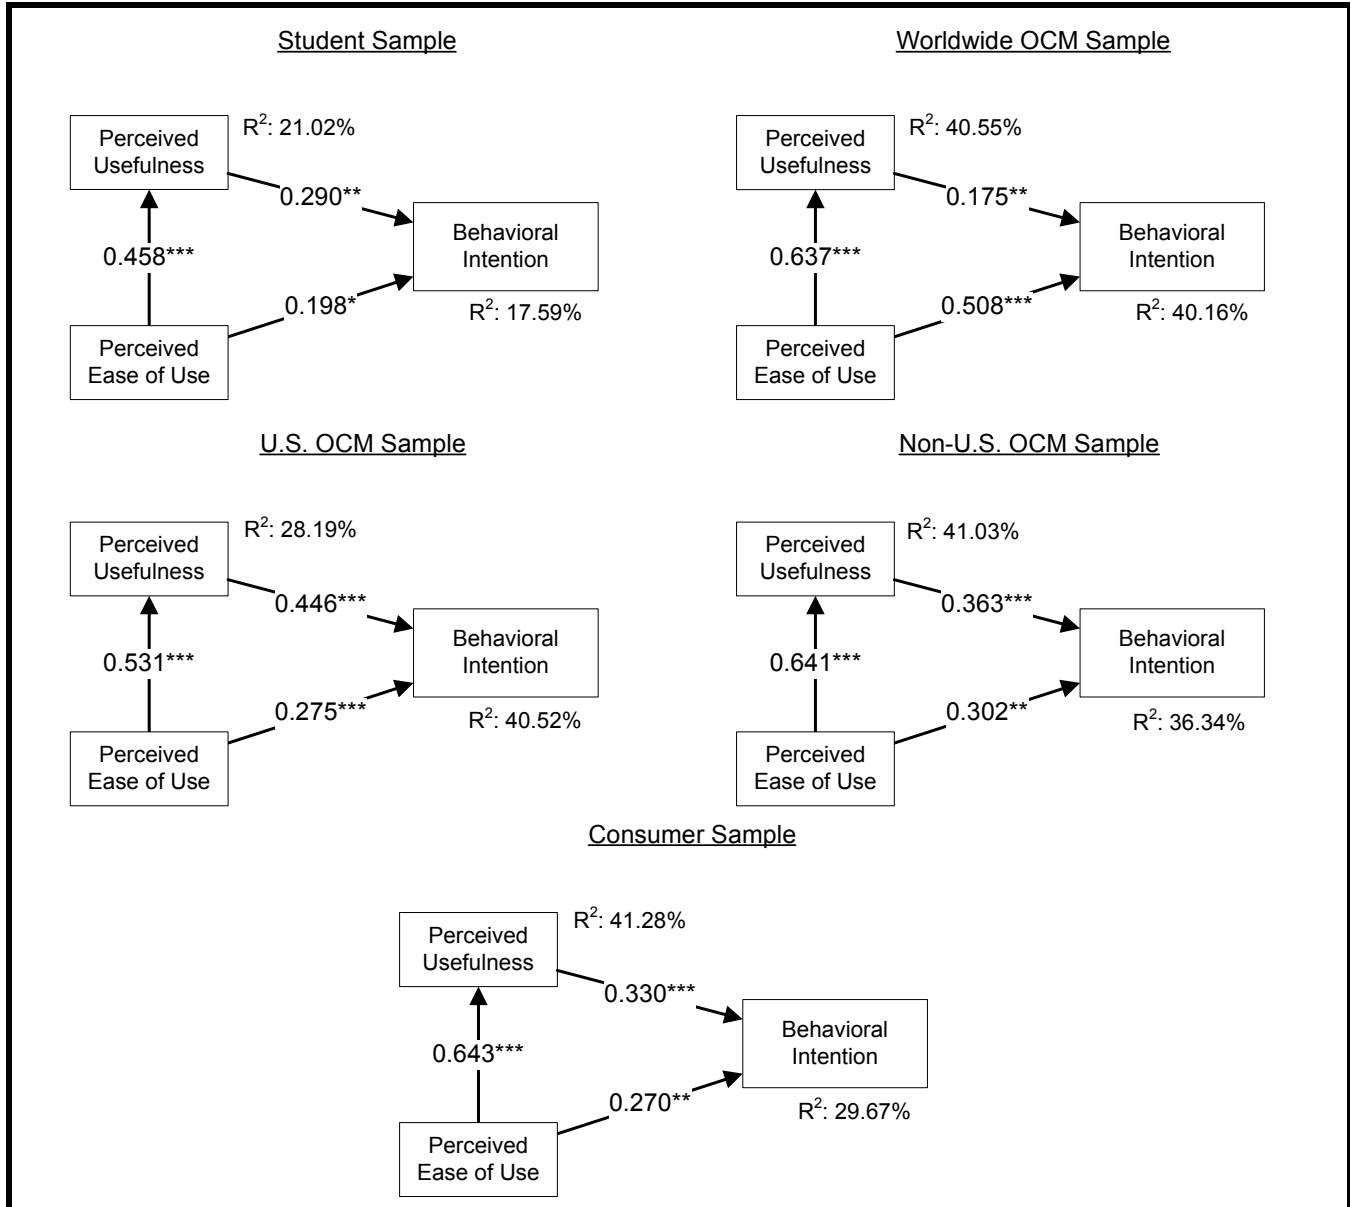 Student Sample
Perceived
Usefulness
R²: 21.02%
0.290**
0.458***
Behavioral
Intention
0.198*
R²: 17.59%
Perceived
Ease of Use
Worldwide OCM Sample
Perceived
Usefulness
R²: 40.55%
0.175**
0.637***
Behavioral
Intention
0.508***
R²: 40.16%
Perceived
Ease of Use
U.S. OCM Sample
Perceived
Usefulness
R²: 28.19%
0.446***
0.531***
Behavioral
Intention
0.275***
R²: 40.52%
Perceived
Ease of Use
Non-U.S. OCM Sample
Perceived
Usefulness
R²: 41.03%
0.363***
0.641***
Behavioral
Intention
0.302**
R²: 36.34%
Perceived
Ease of Use
Consumer Sample
Perceived
Usefulness
R²: 41.28%
0.330***
0.643***
Behavioral
Intention
0.270**
R²: 29.67%
Perceived
Ease of Use